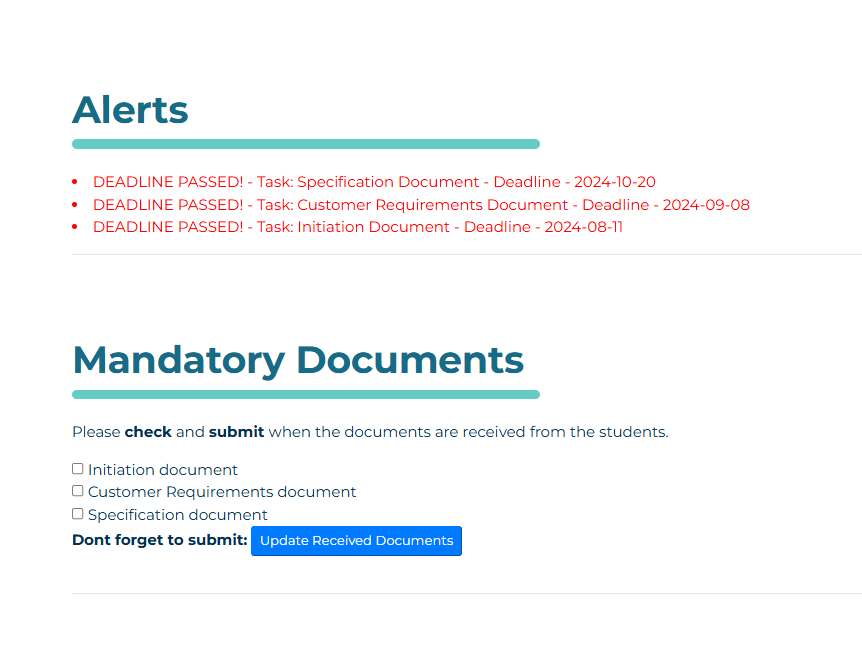 Alerts
DEADLINE PASSED! - Task: Specification Document - Deadline - 2024-10-20
DEADLINE PASSED! - Task: Customer Requirements Document - Deadline - 2024-09-08
DEADLINE PASSED! - Task: Initiation Document - Deadline - 2024-08-11
Mandatory Documents
Please check and submit when the documents are received from the students.
Initiation document
Customer Requirements document
Specification document
Dont forget to submit: Update Received Documents